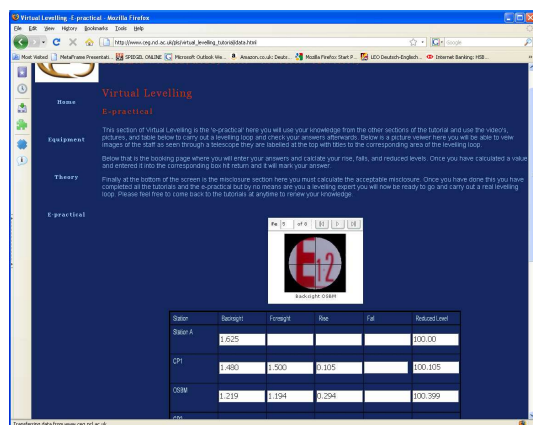 Virtual Levelling - E-practical - Mozilla Firefox
File Edit View History Bookmarks Tools Help
http://www.ceg.ncl.ac.uk/pls/virtual_levelling_tutorial/data.html
Google
Most Visited MetaFrame Presentati... SPIEGEL ONLINE Microsoft Outlook We... Amazon.co.uk: Deuts... Mozilla Firefox Start P... LEO Deutsch-Englisch... Internet Banking: HSB...
Home
Equipment
Theory
E-practical
Virtual Levelling
E-practical
This section of Virtual Levelling is the 'e-practical' here you will use your knowledge from the other sections of the tutorial and use the video's,
pictures, and table below to carry out a levelling loop and check your answers afterwards. Below is a picture veiwer here you will be able to veiw
images of the staff as seen through a telescope they are labelled at the top with titles to the corresponding area of the levelling loop
Below that is the booking page where you will enter your answers and calclate your rise, falls, and reduced levels. Once you have calculated a value
and entered it into the corresponding box hit return and it will mark your answer.
Finally at the bottom of the screen is the misclosure section here you must calculate the acceptable misclosure. Once you have done this you have
completed all the tutorials and the e-practical but by no means are you a levelling expert you will now be ready to go and carry out a real levelling
loop. Please feel free to come back to the tutorials at anytime to renew your knowledge.
5 of 8
12
Backsight OSBM
Station Backsight Foresight Rise Fall Reduced Level
Station A 1.625 100.00
CP1 1.480 1.500 0.105 100.105
OSBM 1.219 1.194 0.294 100.399
Transferring data from www.ceg.ncl.ac.uk...